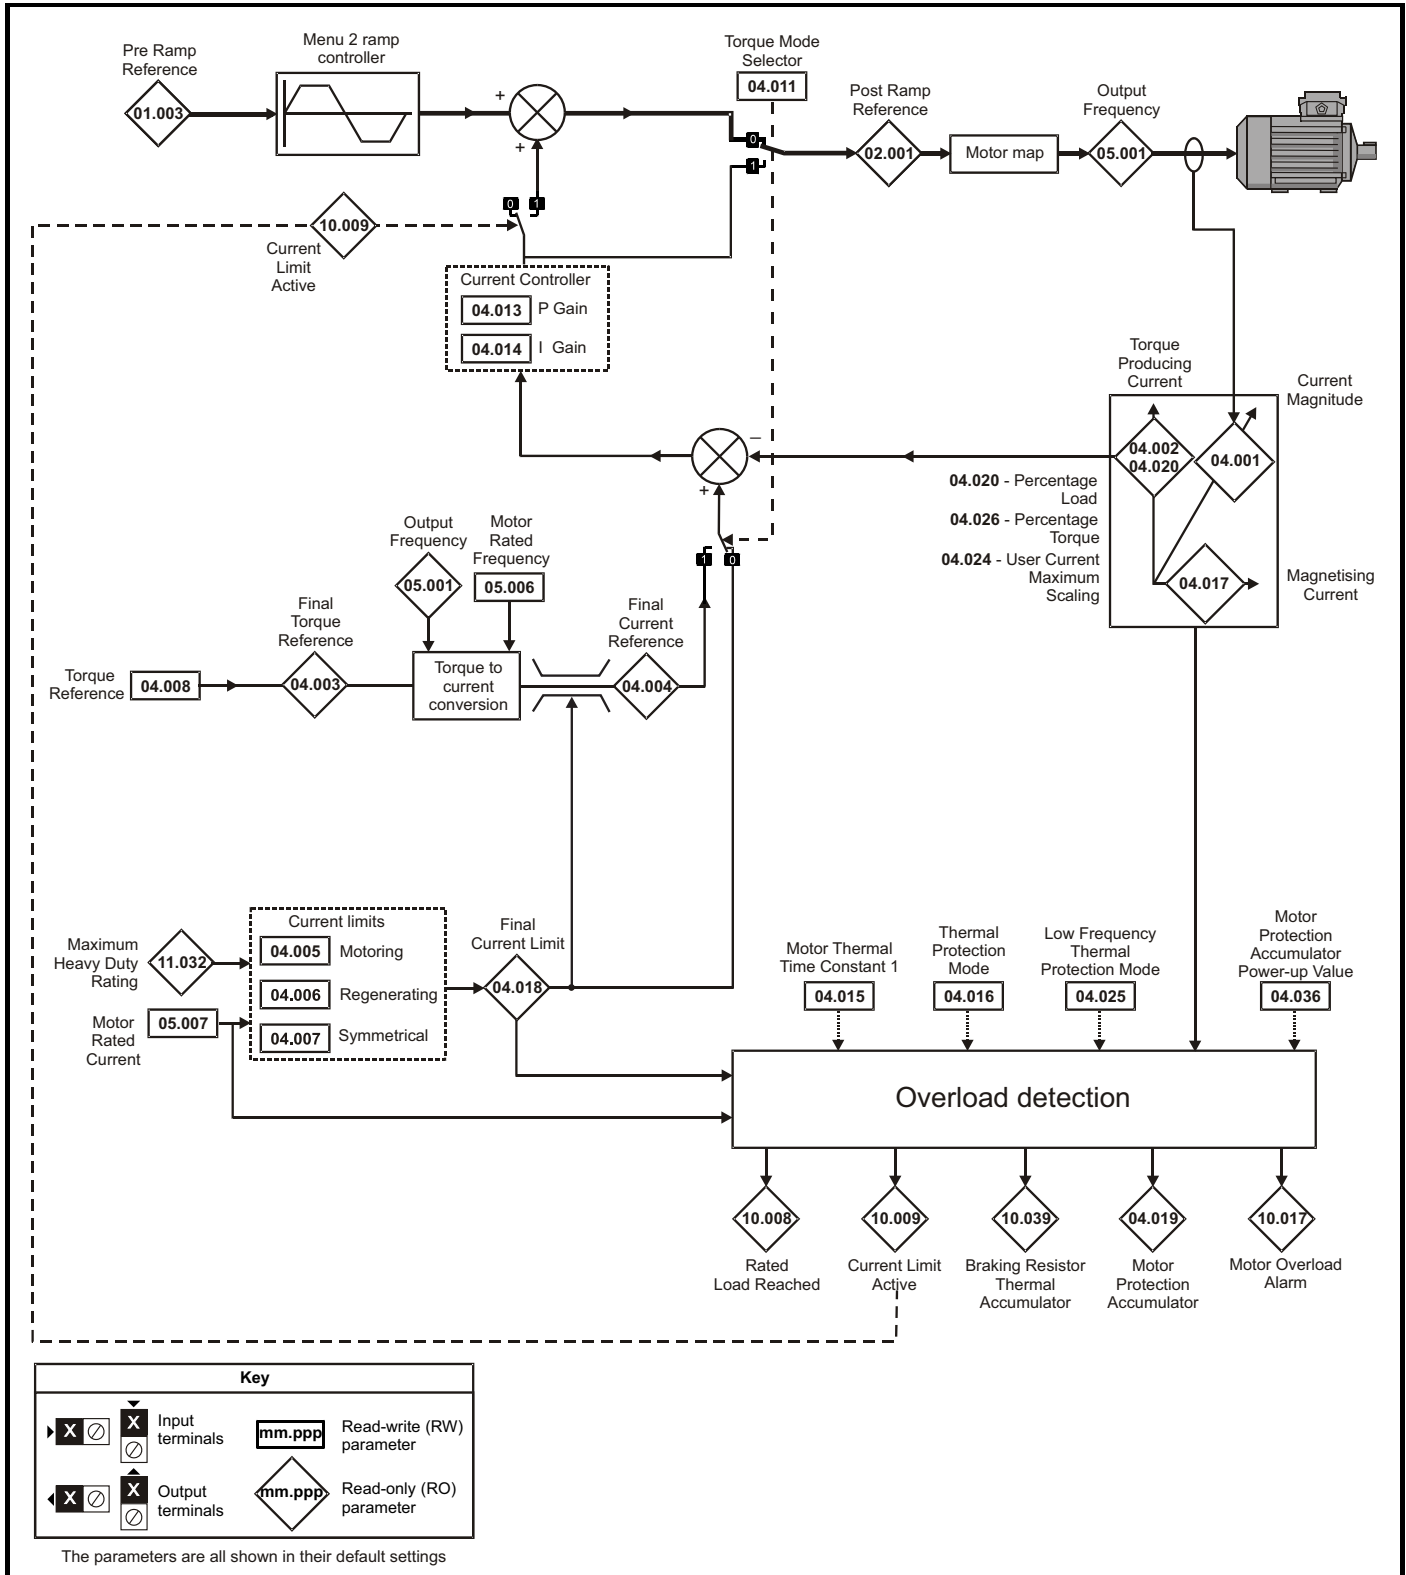 Pre Ramp
Reference
01.003
Menu 2 ramp
controller
+
+
Torque Mode
Selector
04.011
0
1
Post Ramp
Reference
02.001
Motor map
Output
Frequency
05.001
0
1
10.009
Current
Limit
Active
Current Controller
04.013 P Gain
04.014 I Gain
Torque
Producing
Current
Current
Magnitude
04.002
04.020
04.001
04.017
Magnetising
Current
–
+
04.020 - Percentage
Load
04.026 - Percentage
Torque
04.024 - User Current
Maximum
Scaling
1
0
Output
Frequency
05.001
Motor
Rated
Frequency
05.006
Final
Torque
Reference
04.003
Final
Current
Reference
04.004
Torque
Reference
04.008
Torque to
current
conversion
Maximum
Heavy Duty
Rating
11.032
Motor
Rated
Current
05.007
Current limits
04.005 Motoring
04.006 Regenerating
04.007 Symmetrical
Final
Current Limit
04.018
Motor Thermal
Time Constant 1
04.015
Thermal
Protection
Mode
04.016
Low Frequency
Thermal
Protection Mode
04.025
Motor
Protection
Accumulator
Power-up Value
04.036
Overload detection
10.008
Rated
Load Reached
10.009
Current Limit
Active
10.039
Braking Resistor
Thermal
Accumulator
04.019
Motor
Protection
Accumulator
10.017
Motor Overload
Alarm
Key
X
X
Input
terminals
mm.ppp
Read-write (RW)
parameter
X
X
Output
terminals
mm.ppp
Read-only (RO)
parameter
The parameters are all shown in their default settings